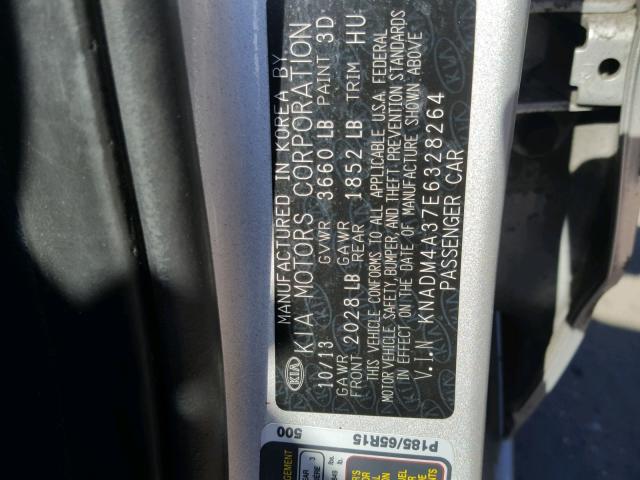 MANUFACTURED IN KOREA BY
KIA KIA MOTORS CORPORATION
10/13 GVWR 3660 LB PAINT 3D
GAWR GAWR
FRONT 2028 LB REAR 1852 LB TRIM HU
THIS VEHICLE CONFORMS TO ALL APPLICABLE U.S.A. FEDERAL
MOTOR VEHICLE SAFETY, BUMPER, AND THEFT PREVENTION STANDARDS
IN EFFECT ON THE DATE OF MANUFACTURE SHOWN ABOVE
V.I.N KNADM4A37E6328264
PASSENGER CAR
P185/65R15
500